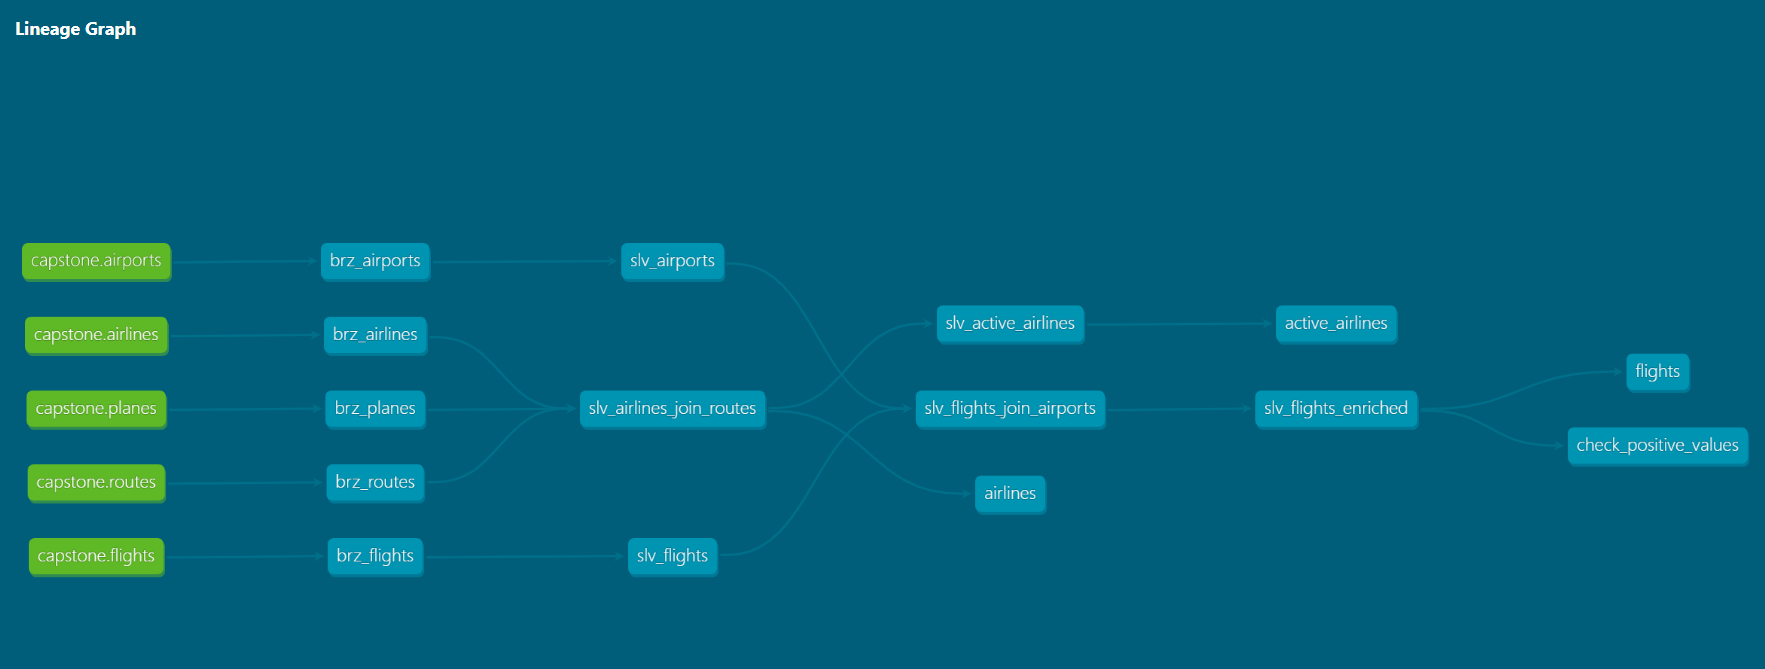 Lineage Graph
capstone.airports
brz_airports
slv_airports
capstone.airlines
brz_airlines
slv_active_airlines
active_airlines
flights
capstone.planes
brz_planes
slv_airlines_join_routes
slv_flights_join_airports
slv_flights_enriched
check_positive_values
capstone.routes
brz_routes
airlines
capstone.flights
brz_flights
slv_flights